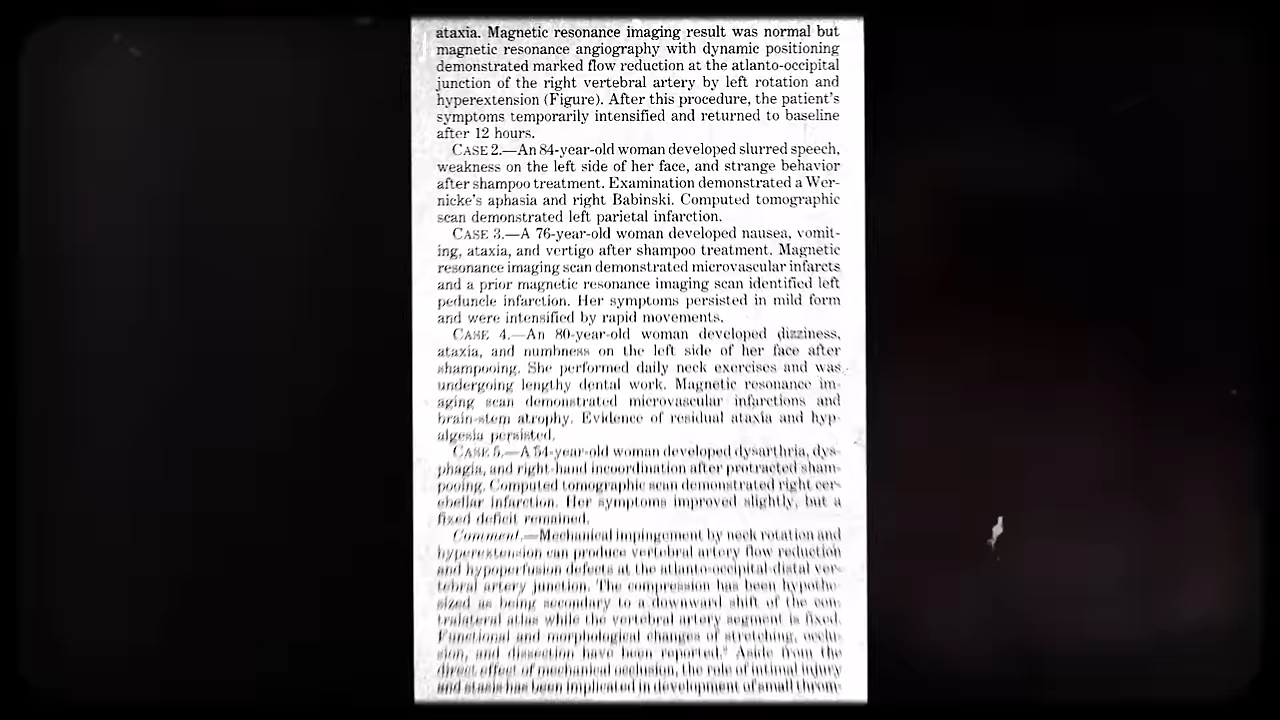 ataxia. Magnetic resonance imaging result was normal but
magnetic resonance angiography with dynamic positioning
demonstrated marked flow reduction at the atlanto-occipital
junction of the right vertebral artery by left rotation and
hyperextension (Figure). After this procedure, the patient's
symptoms temporarily intensified and returned to baseline
after 12 hours.
CASE 2.—An 84-year-old woman developed slurred speech,
weakness on the left side of her face, and strange behavior
after shampoo treatment. Examination demonstrated a Wer-
nicke's aphasia and right Babinski. Computed tomographic
scan demonstrated left parietal infarction.
CASE 3.—A 76-year-old woman developed nausea, vomit-
ing, ataxia, and vertigo after shampoo treatment. Magnetic
resonance imaging scan demonstrated microvascular infarcts
and a prior magnetic resonance imaging scan identified left
peduncle infarction. Her symptoms persisted in mild form
and were intensified by rapid movements.
CASE 4.—An 80-year-old woman developed dizziness,
ataxia, and numbness on the left side of her face after
shampooing. She performed daily neck exercises and was
undergoing lengthy dental work. Magnetic resonance im-
aging scan demonstrated microvascular infarctions and
brain-stem atrophy. Evidence of residual ataxia and hyp-
algesia persisted.
CASE 5.—A 54-year-old woman developed dysarthria, dys-
phagia, and right-hand incoordination after protracted sham-
pooing. Computed tomographic scan demonstrated right cer-
ebellar infarction. Her symptoms improved slightly, but a
fixed deficit remained.
Comment.—Mechanical impingement by neck rotation and
hyperextension can produce vertebral artery flow reduction
and hypoperfusion defects at the atlanto-occipital-distal ver-
tebral artery junction. The compression has been hypothe-
sized as being secondary to a downward shift of the con-
tralateral atlas while the vertebral artery segment is fixed.
Functional and morphological changes of stretching, occlu-
sion, and dissection have been reported. Aside from the
direct effect of mechanical occlusion, the role of intimal injury
and stasis has been implicated in development of small throm-